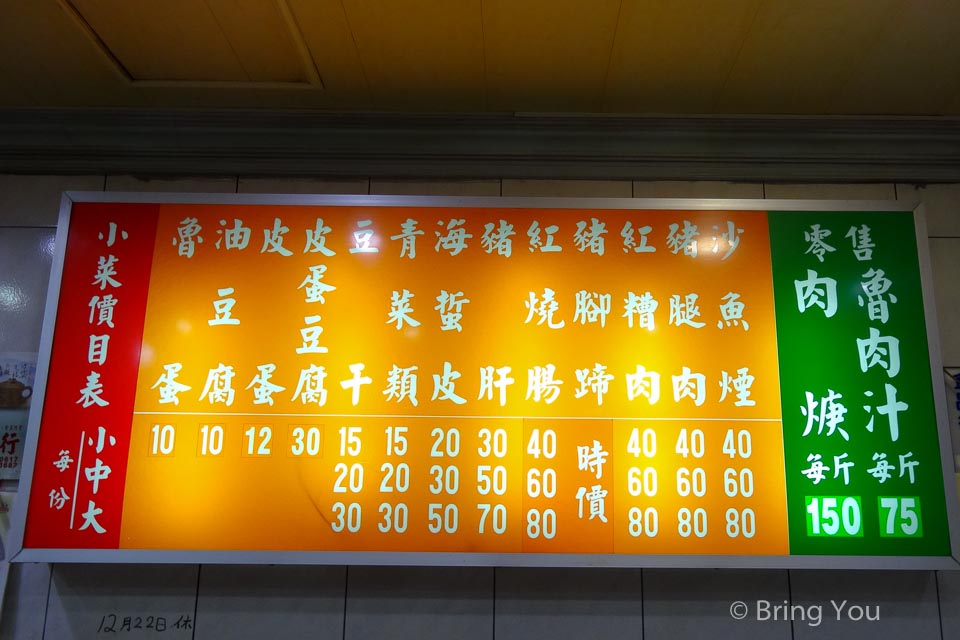 零售
魯肉汁 每斤 75
肉焿 每斤 150
沙魚煙 40 60 80
豬腿肉 40 60 80
紅糟肉 40 60 80
豬腳蹄 時價
紅燒腸 40 60 80
豬肝 30 50 70
海蜇皮 20 30 50
青菜類 15 20 30
豆干 15 20 30
皮蛋豆腐 30
皮蛋 12
油豆腐 10
魯蛋 10
小菜價目表
每份 小中大
12月22日休
行
© Bring You